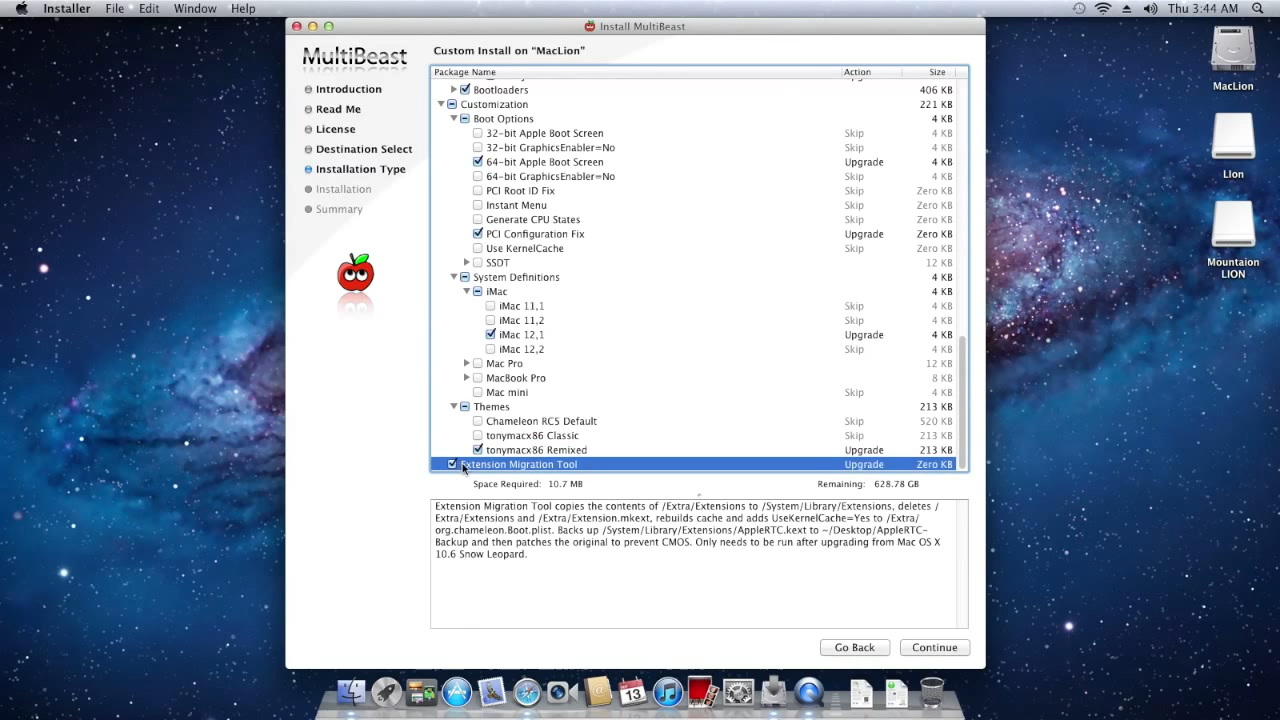 Installer File Edit Window Help Thu 3:44 AM
Install MultiBeast
MultiBeast
Introduction
Read Me
License
Destination Select
Installation Type
Installation
Summary
Custom Install on "MacLion"
Package Name Action Size
Bootloaders 406 KB
Customization 221 KB
Boot Options 4 KB
32-bit Apple Boot Screen Skip 4 KB
32-bit GraphicsEnabler=No Skip 4 KB
64-bit Apple Boot Screen Upgrade 4 KB
64-bit GraphicsEnabler=No Skip 4 KB
PCI Root ID Fix Skip Zero KB
Instant Menu Skip Zero KB
Generate CPU States Skip Zero KB
PCI Configuration Fix Upgrade Zero KB
Use KernelCache Skip Zero KB
SSDT 12 KB
System Definitions 4 KB
iMac 4 KB
iMac 11,1 Skip 4 KB
iMac 11,2 Skip 4 KB
iMac 12,1 Upgrade 4 KB
iMac 12,2 Skip 4 KB
Mac Pro 12 KB
MacBook Pro 8 KB
Mac mini Skip 4 KB
Themes 213 KB
Chameleon RC5 Default Skip 520 KB
tonymacx86 Classic Skip 213 KB
tonymacx86 Remixed Upgrade 213 KB
Extension Migration Tool Upgrade Zero KB
Space Required: 10.7 MB Remaining: 628.78 GB
Extension Migration Tool copies the contents of /Extra/Extensions to /System/Library/Extensions, deletes /
Extra/Extensions and /Extra/Extension.mkext, rebuilds cache and adds UseKernelCache=Yes to /Extra/
org.chameleon.Boot.plist. Backs up /System/Library/Extensions/AppleRTC.kext to ~/Desktop/AppleRTC-
Backup and then patches the original to prevent CMOS. Only needs to be run after upgrading from Mac OS X
10.6 Snow Leopard.
Go Back Continue
MacLion
LIon
Mountaion
LION
13